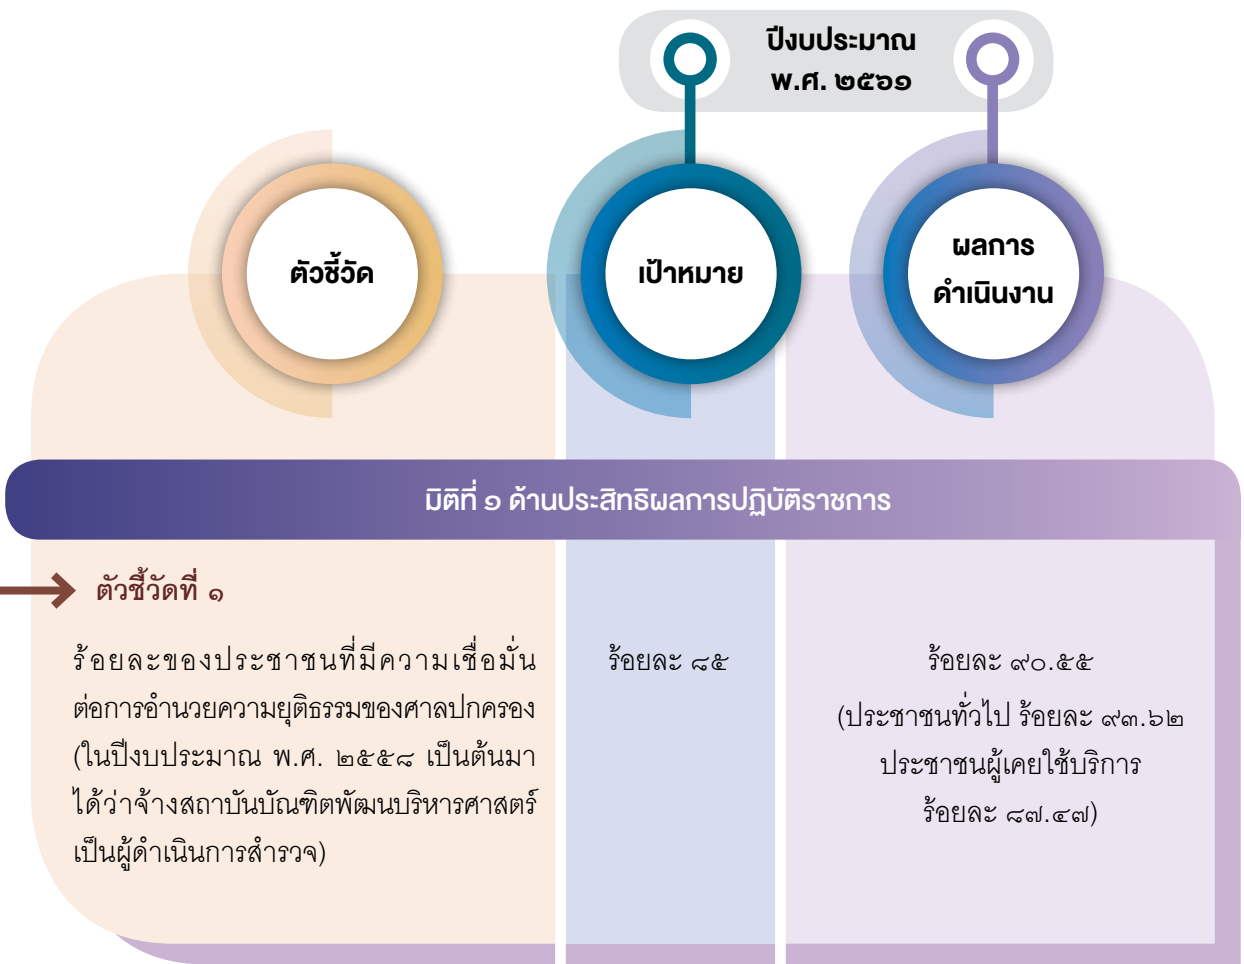 ปีงบประมาณ
พ.ศ. ๒๕๖๑
ตัวชี้วัด
เป้าหมาย
ผลการ
ดำเนินงาน
มิติที่ ๑ ด้านประสิทธิผลการปฏิบัติราชการ
ตัวชี้วัดที่ ๑
ร้อยละของประชาชนที่มีความเชื่อมั่น
ต่อการอำนวยความยุติธรรมของศาลปกครอง
(ในปีงบประมาณ พ.ศ. ๒๕๕๘ เป็นต้นมา
ได้ว่าจ้างสถาบันบัณฑิตพัฒนบริหารศาสตร์
เป็นผู้ดำเนินการสำรวจ)
ร้อยละ ๘๕
ร้อยละ ๙๐.๕๕
(ประชาชนทั่วไป ร้อยละ ๙๓.๖๒
ประชาชนผู้เคยใช้บริการ
ร้อยละ ๘๗.๔๗)